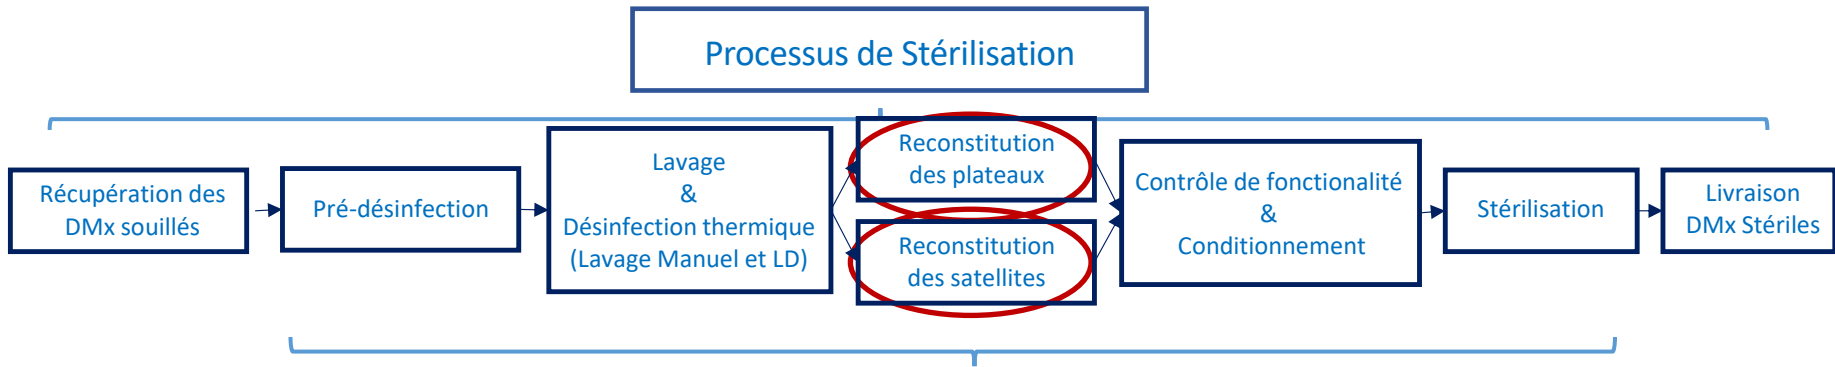 Processus de Stérilisation
Récupération des
DMx souillés
Pré-désinfection
Lavage
&
Désinfection thermique
(Lavage Manuel et LD)
Reconstitution
des plateaux
Reconstitution
des satellites
Contrôle de fonctionalité
&
Conditionnement
Stérilisation
Livraison
DMx Stériles